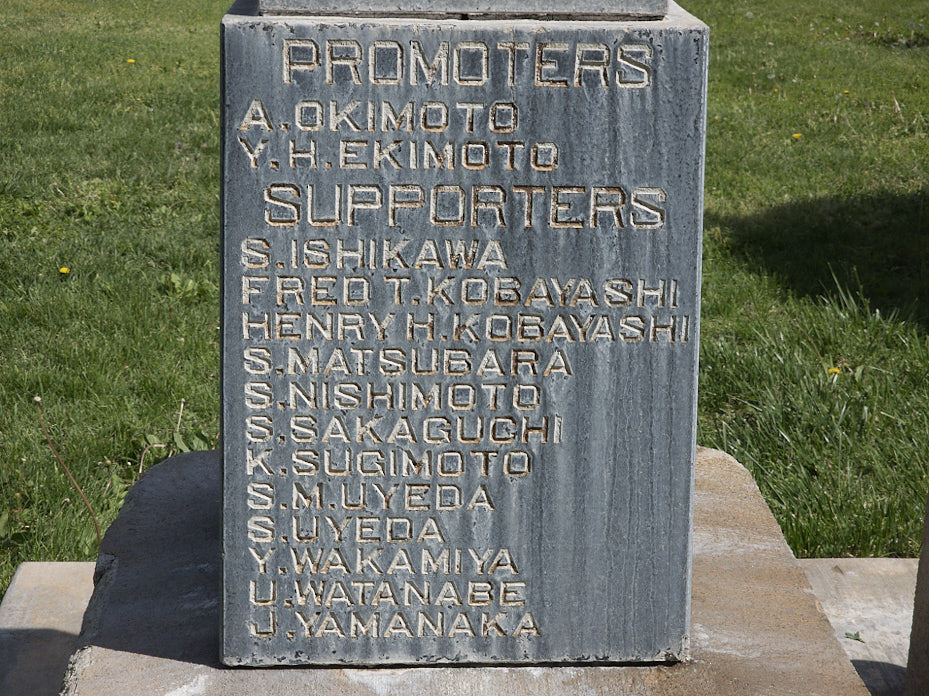 PROMOTERS
A. OKIMOTO
Y. H. EKIMOTO
SUPPORTERS
S. ISHIKAWA
FRED T. KOBAYASHI
HENRY H. KOBAYASHI
S. MATSUBARA
S. NISHIMOTO
S. SAKAGUCHI
K. SUGIMOTO
S. M. UYEDA
S. UYEDA
Y. WAKAMIYA
U. WATANABE
J. YAMANAKA